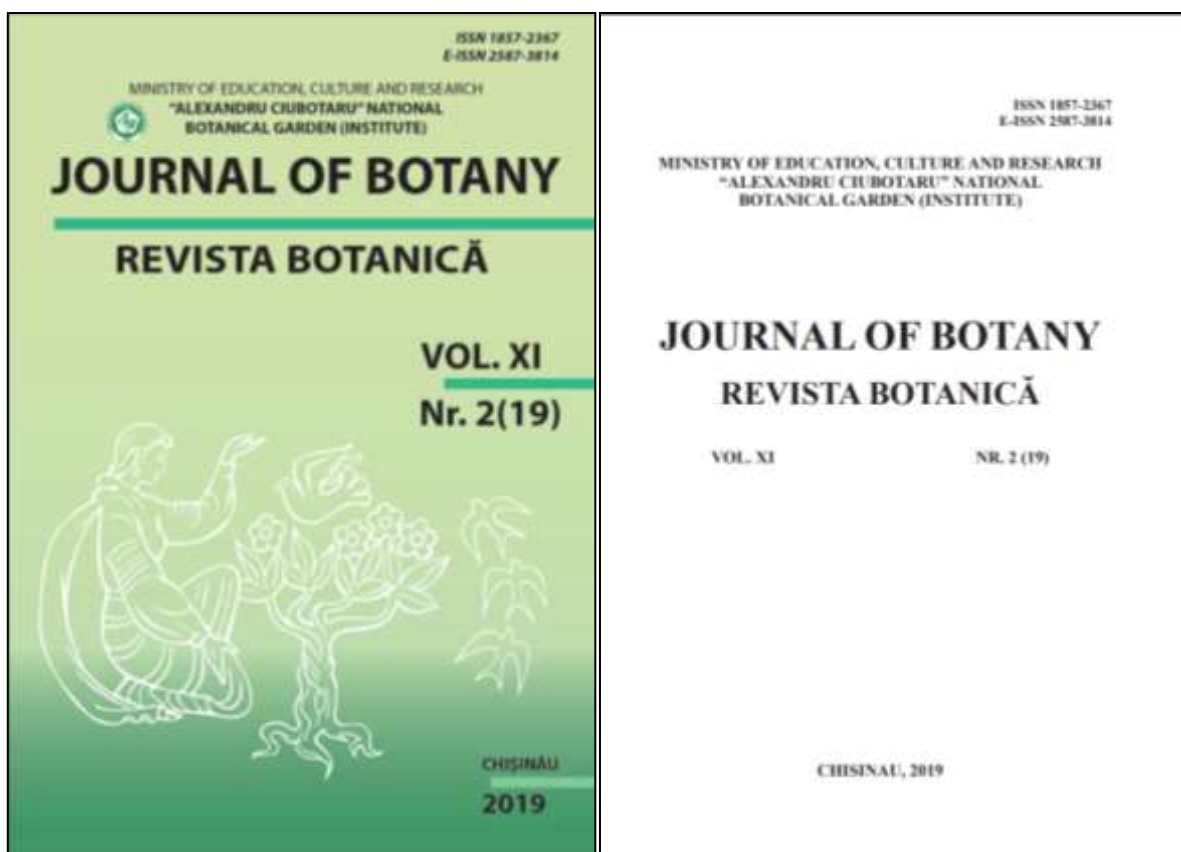 ISSN 1857-2367
E-ISSN 2587-3814
MINISTRY OF EDUCATION, CULTURE AND RESEARCH
"ALEXANDRU CIUBOTARU" NATIONAL
BOTANICAL GARDEN (INSTITUTE)
JOURNAL OF BOTANY
REVISTA BOTANICĂ
VOL. XI
Nr. 2(19)
CHIŞINĂU
2019
ISSN 1857-2367
E-ISSN 2587-3814
MINISTRY OF EDUCATION, CULTURE AND RESEARCH
"ALEXANDRU CIUBOTARU" NATIONAL
BOTANICAL GARDEN (INSTITUTE)
JOURNAL OF BOTANY
REVISTA BOTANICĂ
VOL. XI NR. 2 (19)
CHISINAU, 2019